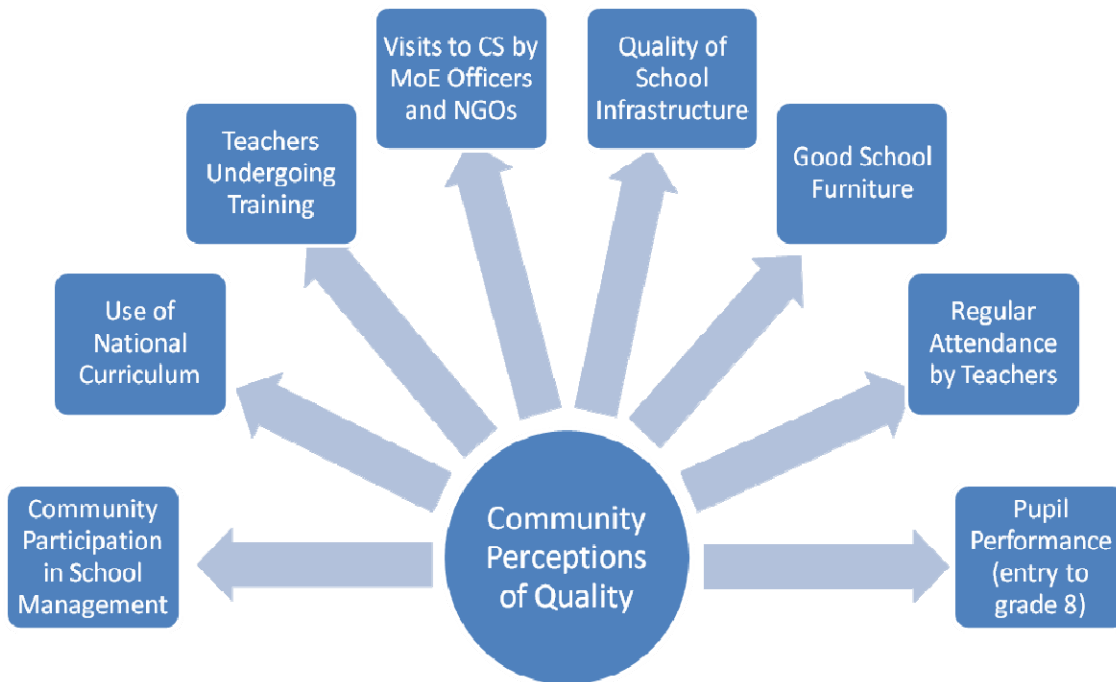 Visits to CS by
MoE Officers
and NGOs
Quality of
School
Infrastructure
Teachers
Undergoing
Training
Good School
Furniture
Use of
National
Curriculum
Regular
Attendance
by Teachers
Community
Participation
in School
Management
Community
Perceptions
of Quality
Pupil
Performance
(entry to
grade 8)